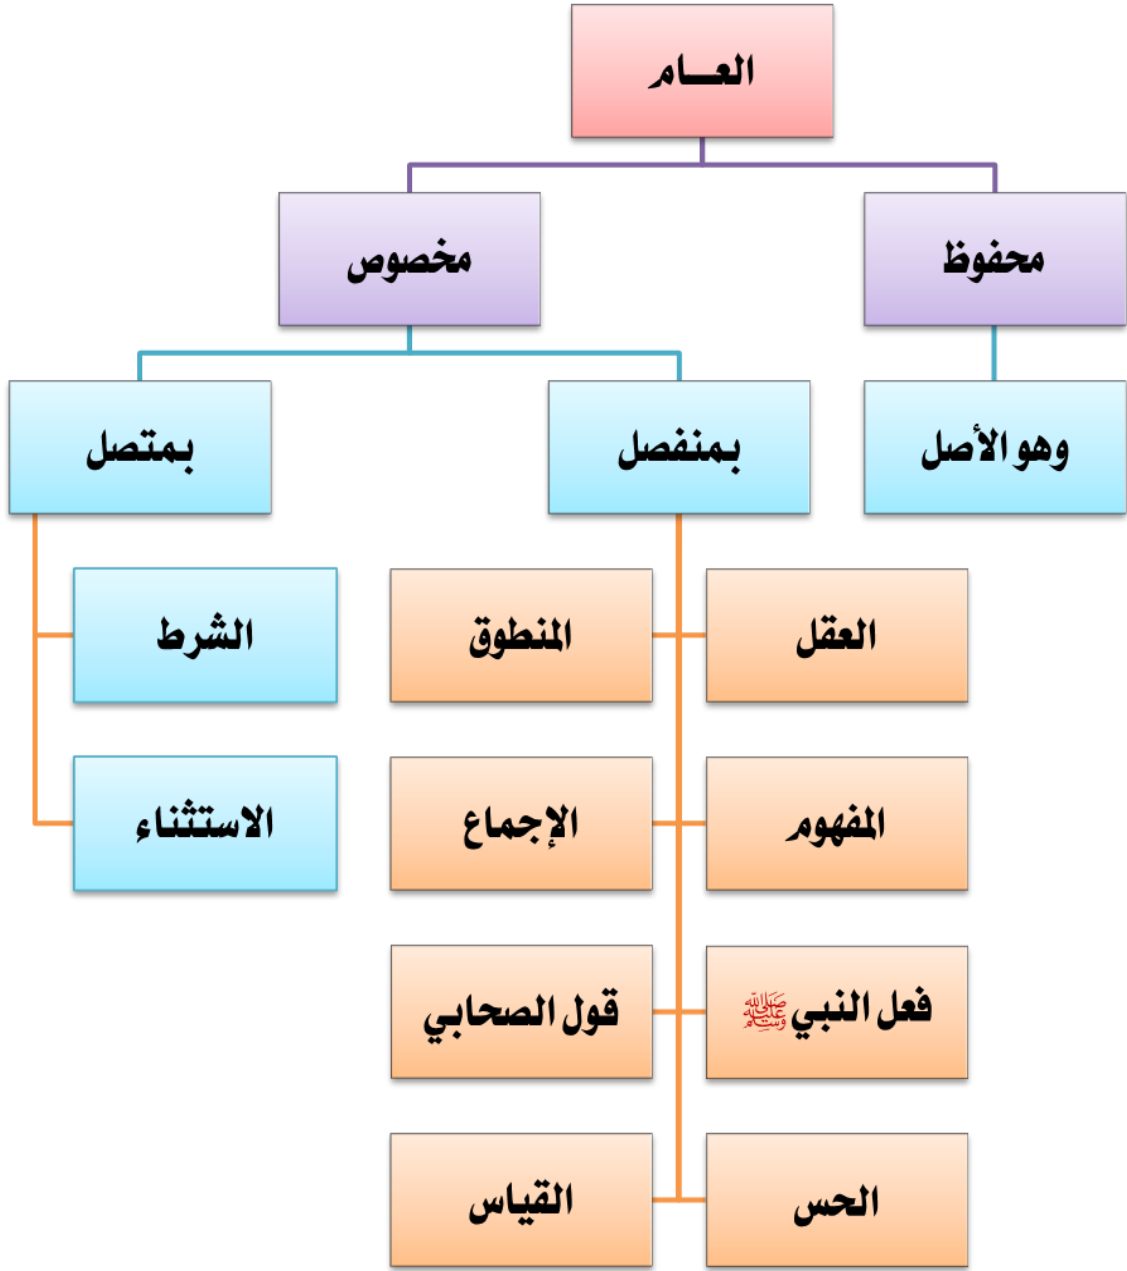 العـــام
محفوظ
مخصوص
وهو الأصل
بمنفصل
بمتصل
العقل
المنطوق
الشرط
المفهوم
الإجماع
الاستثناء
فعل النبي ﷺ
قول الصحابي
الحس
القياس